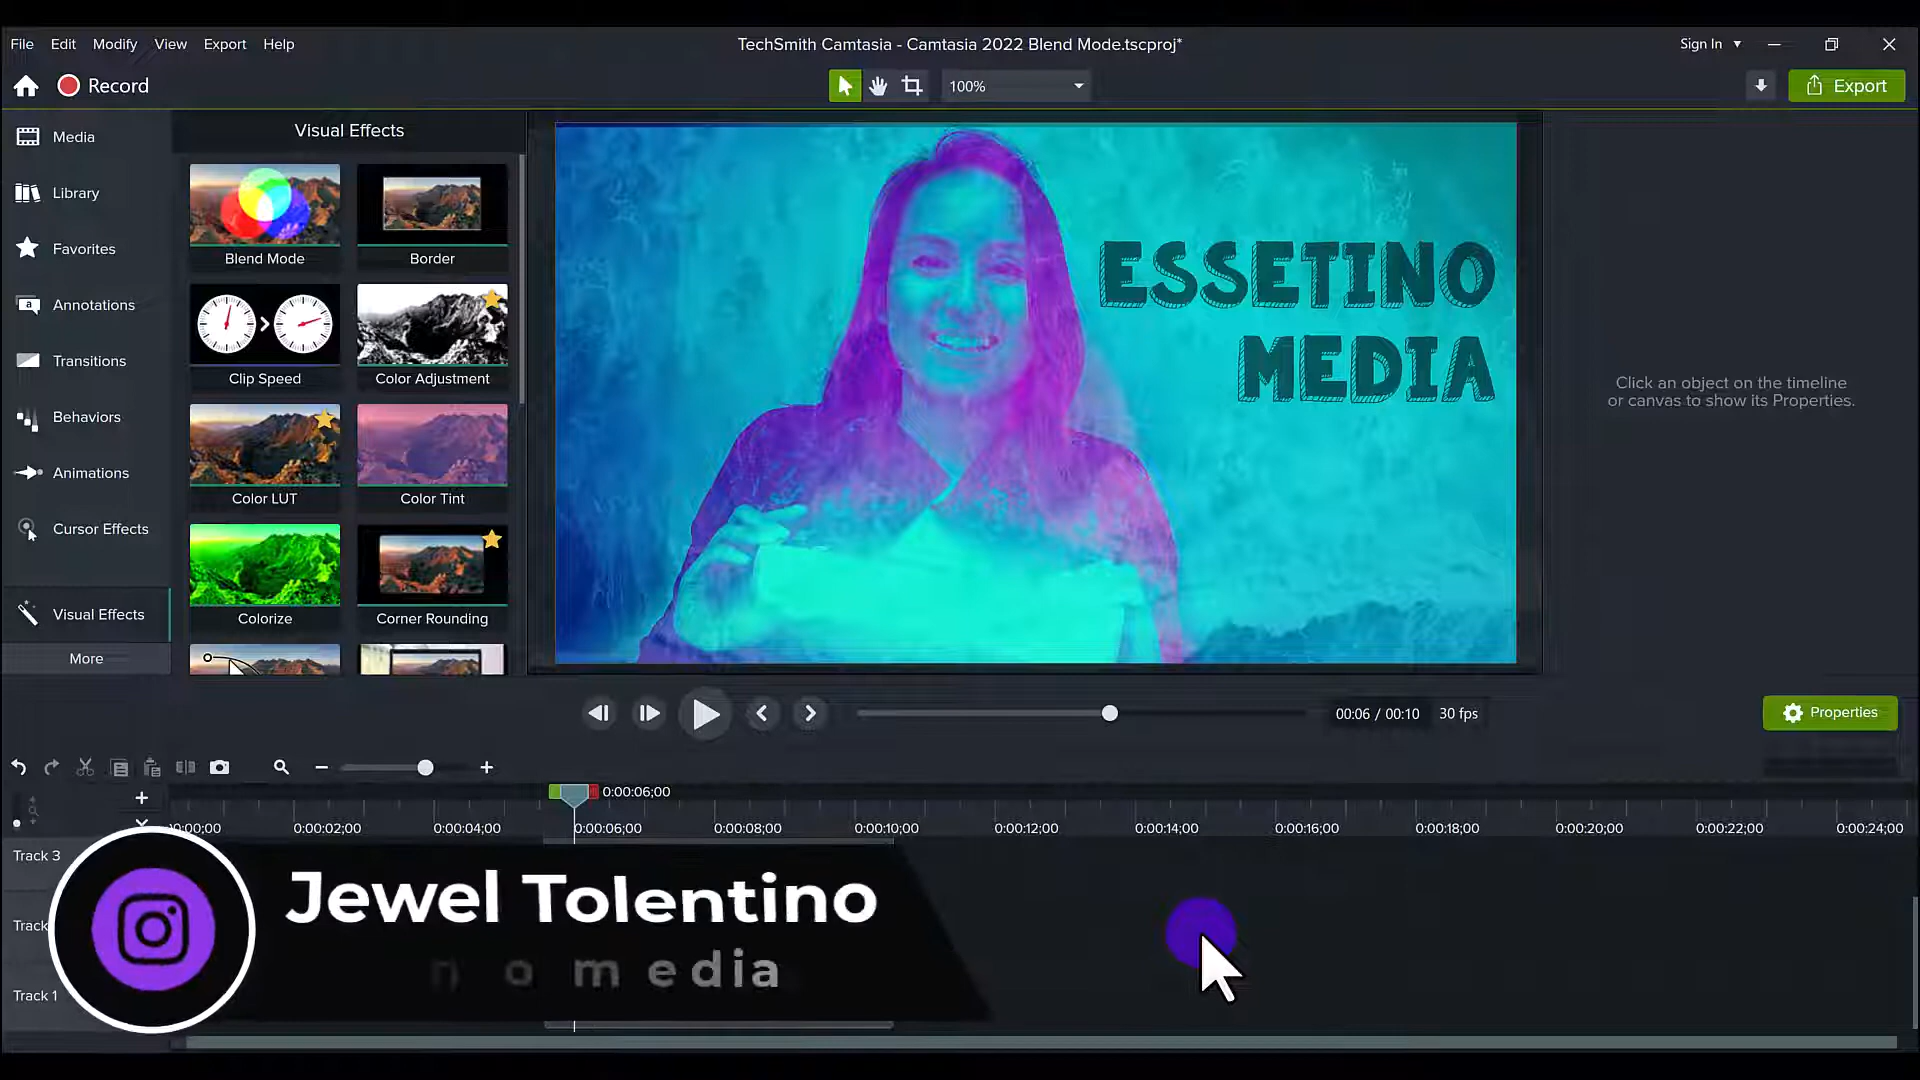 File Edit Modify View Export Help
TechSmith Camtasia - Camtasia 2022 Blend Mode.tscproj*
Sign In
Record
100%
Export
Media
Library
Favorites
Annotations
Transitions
Behaviors
Animations
Cursor Effects
Visual Effects
More
Visual Effects
Blend Mode
Border
Clip Speed
Color Adjustment
Color LUT
Color Tint
Colorize
Corner Rounding
ESSETINO
MEDIA
Click an object on the timeline
or canvas to show its Properties.
00:06 / 00:10
30 fps
Properties
0:00:06;00
0:00:02;00 0:00:04;00 0:00:06;00 0:00:08;00 0:00:10;00 0:00:12;00 0:00:14;00 0:00:16;00 0:00:18;00 0:00:20;00 0:00:22;00 0:00:24;00
Track 3
Track
Track 1
Jewel Tolentino
n o m e d i a